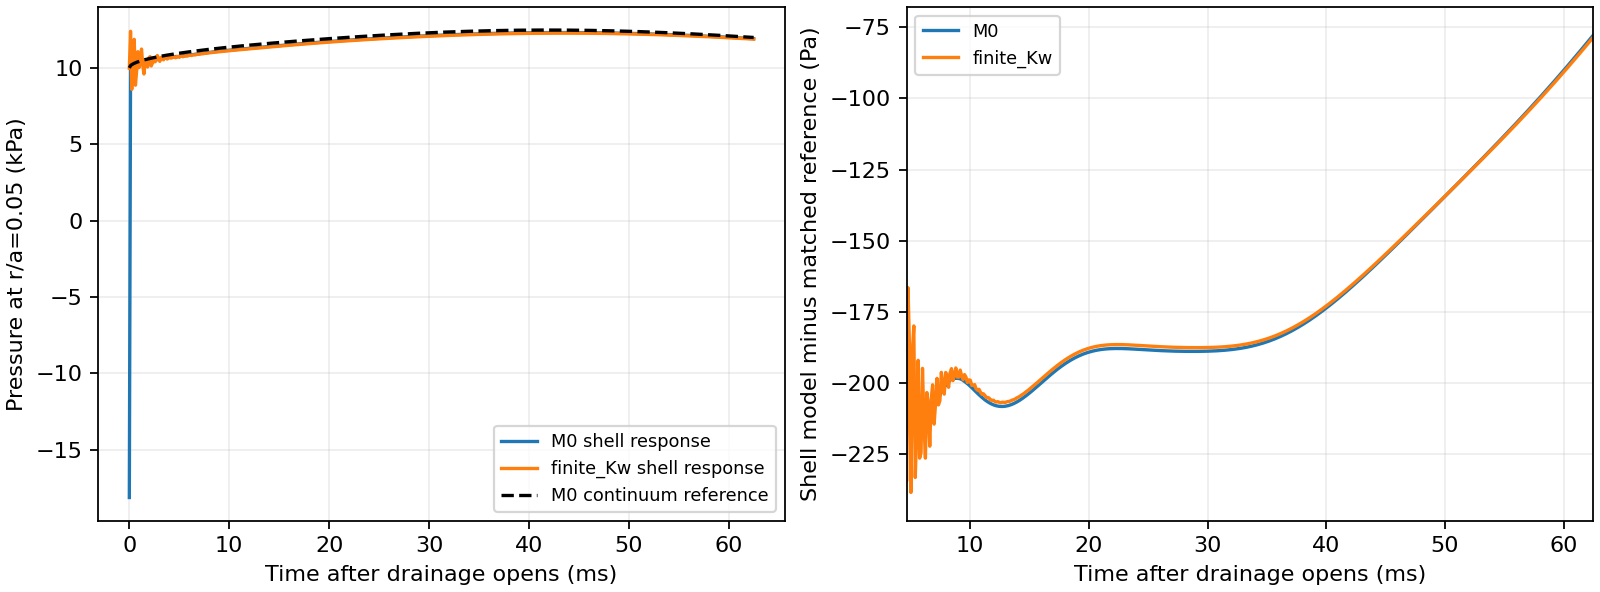 Pressure at r/a=0.05 (kPa)
10
5
0
−5
−10
−15
M0 shell response
finite_Kw shell response
M0 continuum reference
0 10 20 30 40 50 60
Time after drainage opens (ms)
Shell model minus matched reference (Pa)
−75
−100
−125
−150
−175
−200
−225
M0
finite_Kw
10 20 30 40 50 60
Time after drainage opens (ms)